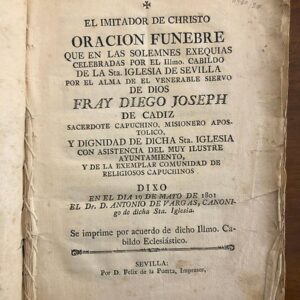 EL IMITADOR DE CHRISTO
ORACION FUNEBRE
QUE EN LAS SOLEMNES EXEQUIAS
CELEBRADAS POR EL Illmo. CABILDO
DE LA Sta. IGLESIA DE SEVILLA
POR EL ALMA DE EL VENERABLE SIERVO
DE DIOS
FRAY DIEGO JOSEPH
DE CADIZ
SACERDOTE CAPUCHINO, MISIONERO APOS-
TOLICO,
Y DIGNIDAD DE DICHA Sta. IGLESIA
CON ASISTENCIA DEL MUY ILUSTRE
AYUNTAMIENTO,
Y DE LA EXEMPLAR COMUNIDAD DE
RELIGIOSOS CAPUCHINOS
DIXO
EN EL DIA 19 DE MAYO DE 1801
EL Dr. D. ANTONIO DE VARGAS, CANONI-
go de dicha Sta. Iglesia.
Se imprime por acuerdo de dicho Illmo. Ca-
bildo Eclesiástico.
SEVILLA:
Por D. Felix de la Puerta, Impresor,